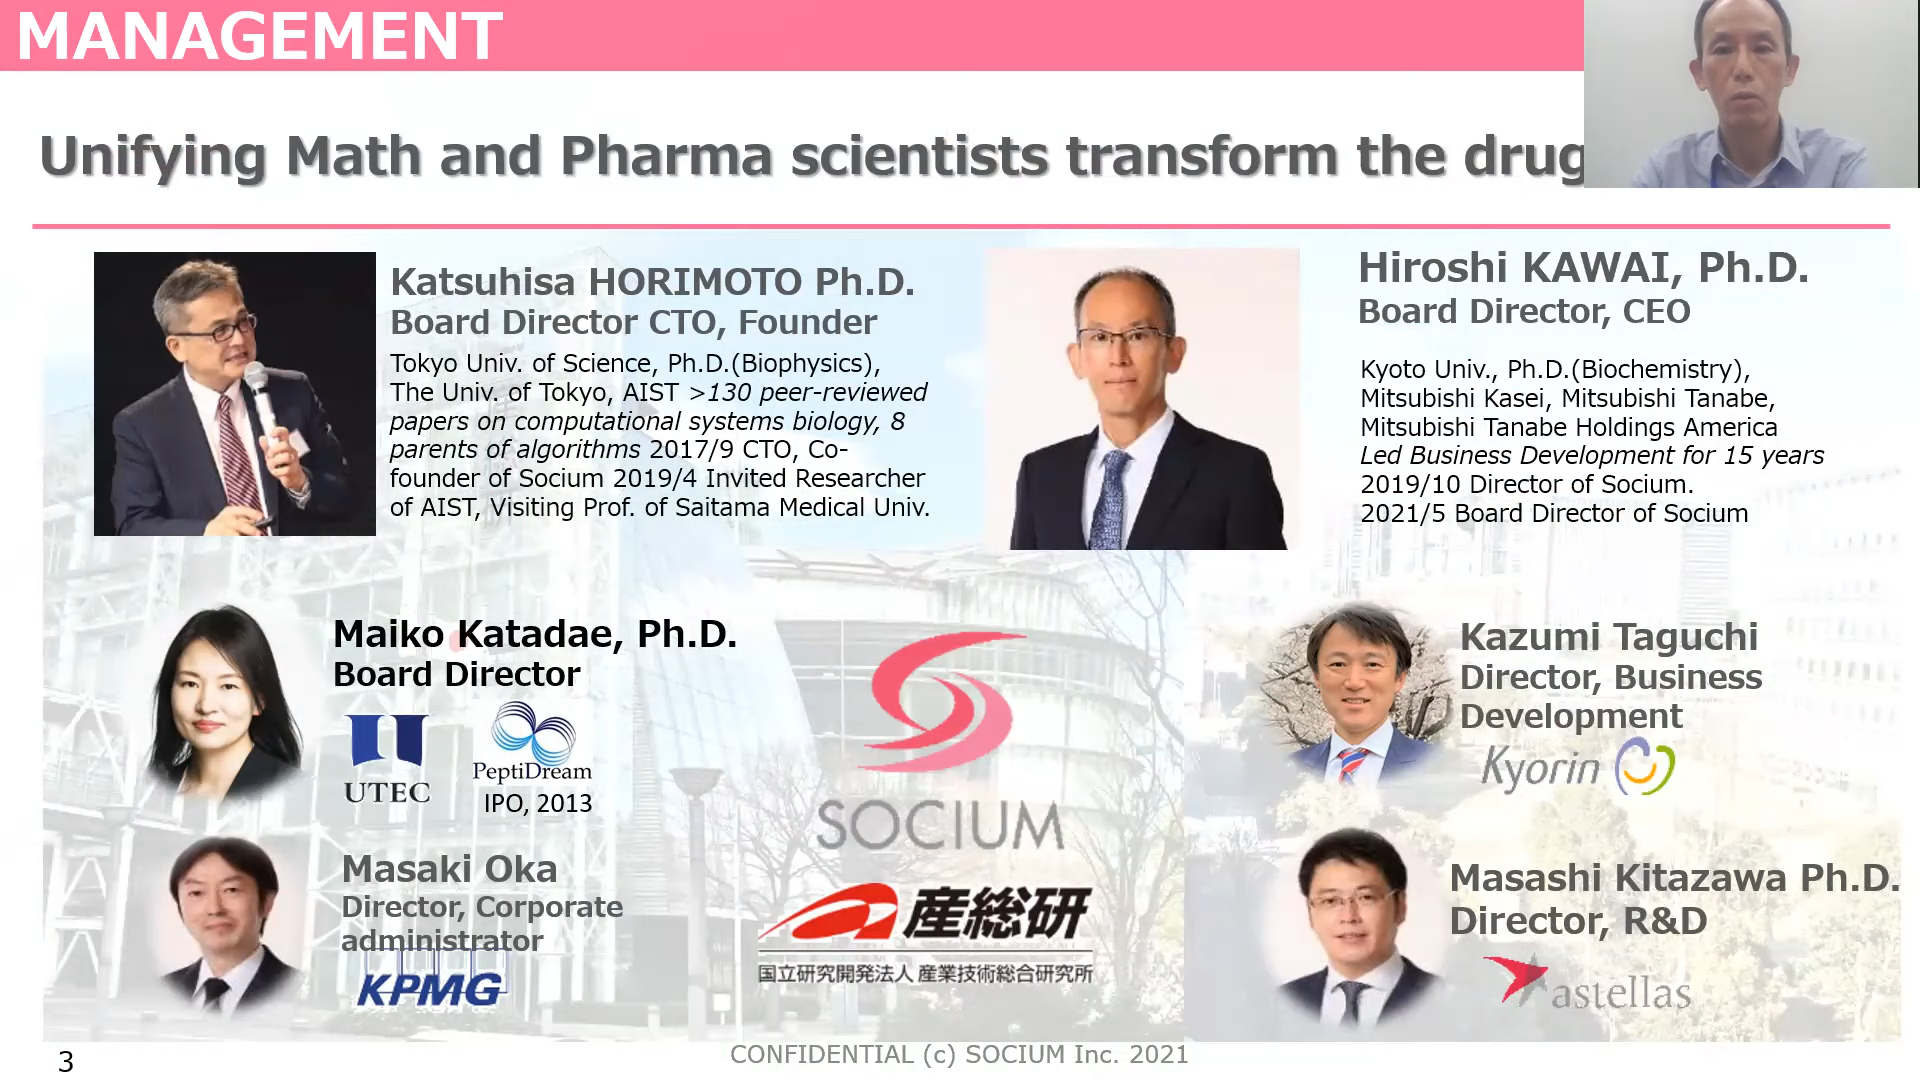 MANAGEMENT
Unifying Math and Pharma scientists transform the drug
Katsuhisa HORIMOTO Ph.D.
Board Director CTO, Founder
Tokyo Univ. of Science, Ph.D.(Biophysics),
The Univ. of Tokyo, AIST >130 peer-reviewed
papers on computational systems biology, 8
parents of algorithms 2017/9 CTO, Co-
founder of Socium 2019/4 Invited Researcher
of AIST, Visiting Prof. of Saitama Medical Univ.
Hiroshi KAWAI, Ph.D.
Board Director, CEO
Kyoto Univ., Ph.D.(Biochemistry),
Mitsubishi Kasei, Mitsubishi Tanabe,
Mitsubishi Tanabe Holdings America
Led Business Development for 15 years
2019/10 Director of Socium.
2021/5 Board Director of Socium
Maiko Katadae, Ph.D.
Board Director
UTEC
PeptiDream
IPO, 2013
Masaki Oka
Director, Corporate
administrator
KPMG
SOCIUM
産総研
国立研究開発法人 産業技術総合研究所
Kazumi Taguchi
Director, Business
Development
Kyorin
Masashi Kitazawa Ph.D.
Director, R&D
astellas
3
CONFIDENTIAL (c) SOCIUM Inc. 2021